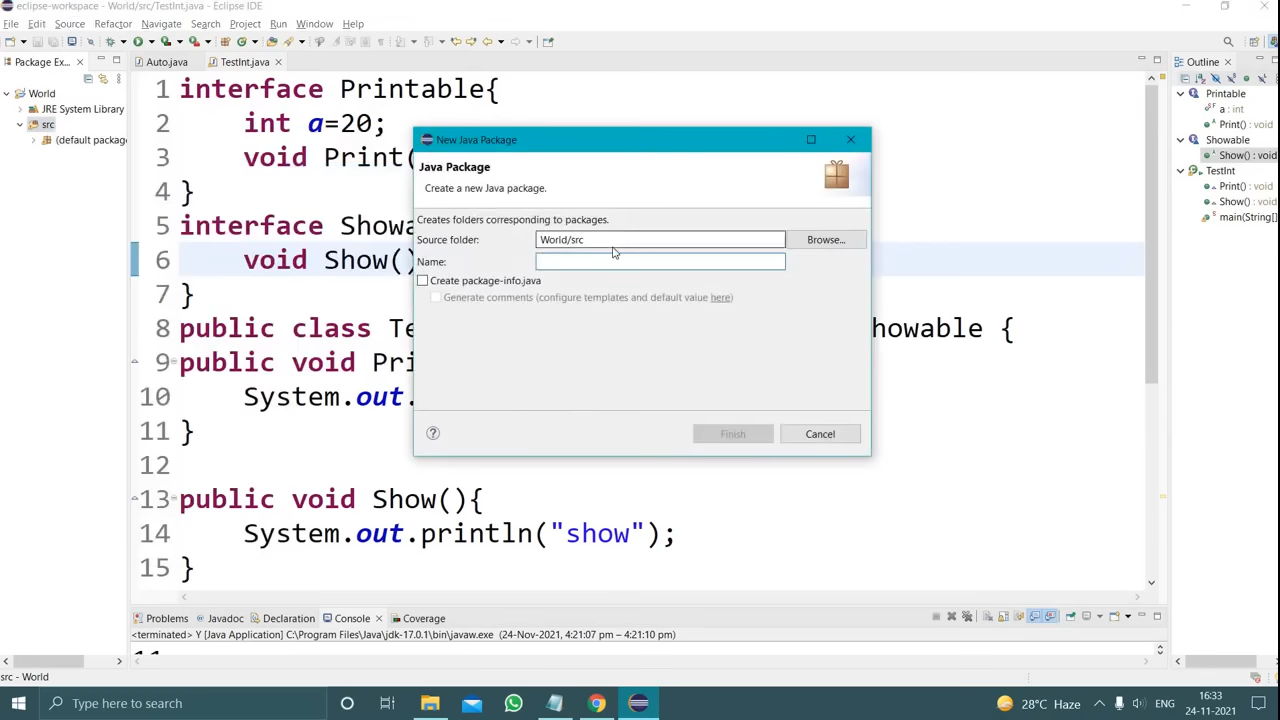 eclipse-workspace - World/src/TestInt.java - Eclipse IDE
File Edit Source Refactor Navigate Search Project Run Window Help
Package Ex...
Auto.java
TestInt.java
Outline
World
JRE System Library
src
(default package
1 interface Printable{
2 int a=20;
3 void Print(
4 }
5 interface Showa
6 void Show()
7 }
8 public class Te howable {
9 public void Pri
10 System.out.
11 }
12
13 public void Show(){
14 System.out.println("show");
15 }
New Java Package
Java Package
Create a new Java package.
Creates folders corresponding to packages.
Source folder: World/src Browse...
Name:
Create package-info.java
Generate comments (configure templates and default value here)
? Finish Cancel
Printable
a : int
Print() : void
Showable
Show() : void
TestInt
Print() : void
Show() : void
main(String[]
Problems Javadoc Declaration Console Coverage
<terminated> Y [Java Application] C:\Program Files\Java\jdk-17.0.1\bin\javaw.exe (24-Nov-2021, 4:21:07 pm – 4:21:10 pm)
src - World
Type here to search
28°C Haze
ENG
16:33
24-11-2021